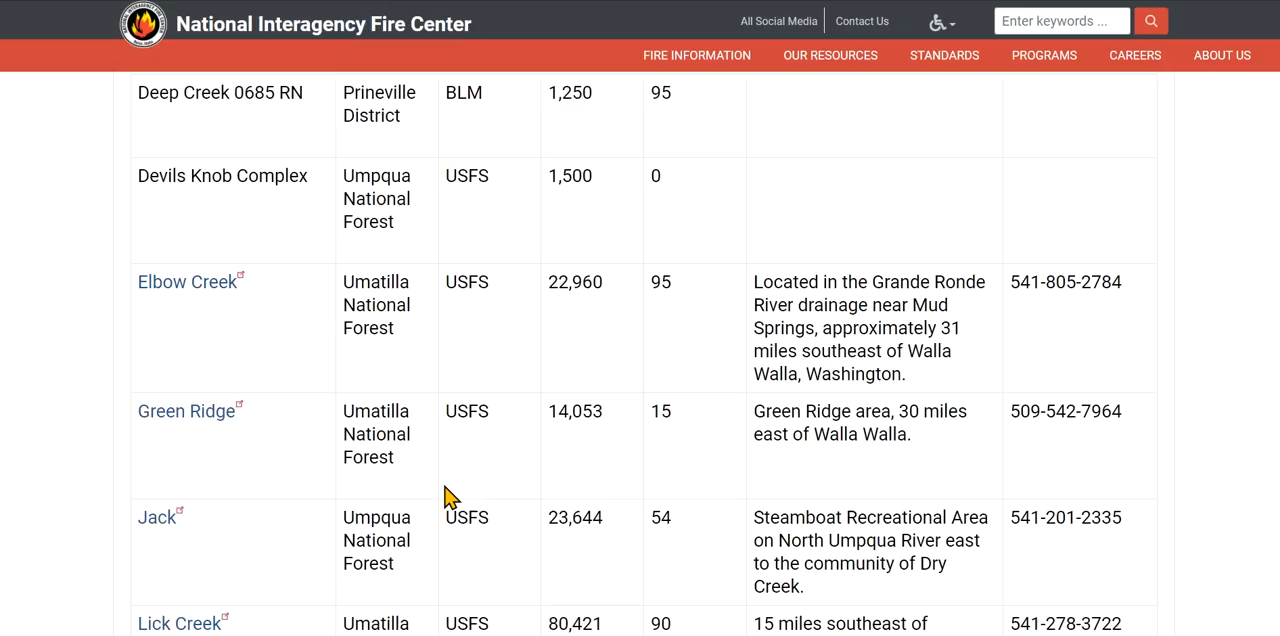 National Interagency Fire Center
All Social Media
Contact Us
Enter keywords ...
FIRE INFORMATION
OUR RESOURCES
STANDARDS
PROGRAMS
CAREERS
ABOUT US
Deep Creek 0685 RN Prineville BLM 1,250 95
District
Devils Knob Complex Umpqua USFS 1,500 0
National
Forest
Elbow Creek Umatilla USFS 22,960 95 Located in the Grande Ronde 541-805-2784
National River drainage near Mud
Forest Springs, approximately 31
miles southeast of Walla
Walla, Washington.
Green Ridge Umatilla USFS 14,053 15 Green Ridge area, 30 miles 509-542-7964
National east of Walla Walla.
Forest
Jack Umpqua USFS 23,644 54 Steamboat Recreational Area 541-201-2335
National on North Umpqua River east
Forest to the community of Dry
Creek.
Lick Creek Umatilla USFS 80,421 90 15 miles southeast of 541-278-3722